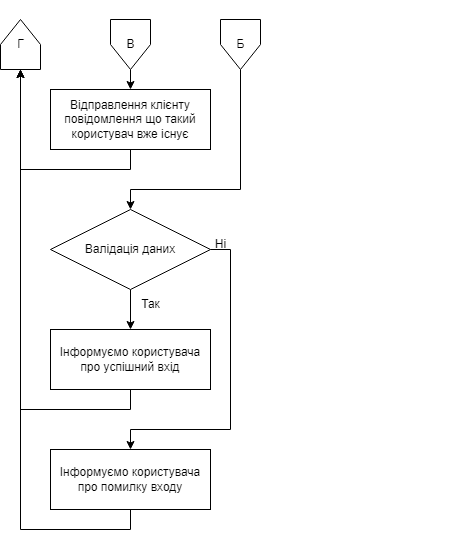 Г
В
Б
Відправлення клієнту
повідомлення що такий
користувач вже існує
Валідація даних
Ні
Так
Інформуємо користувача
про успішний вхід
Інформуємо користувача
про помилку входу